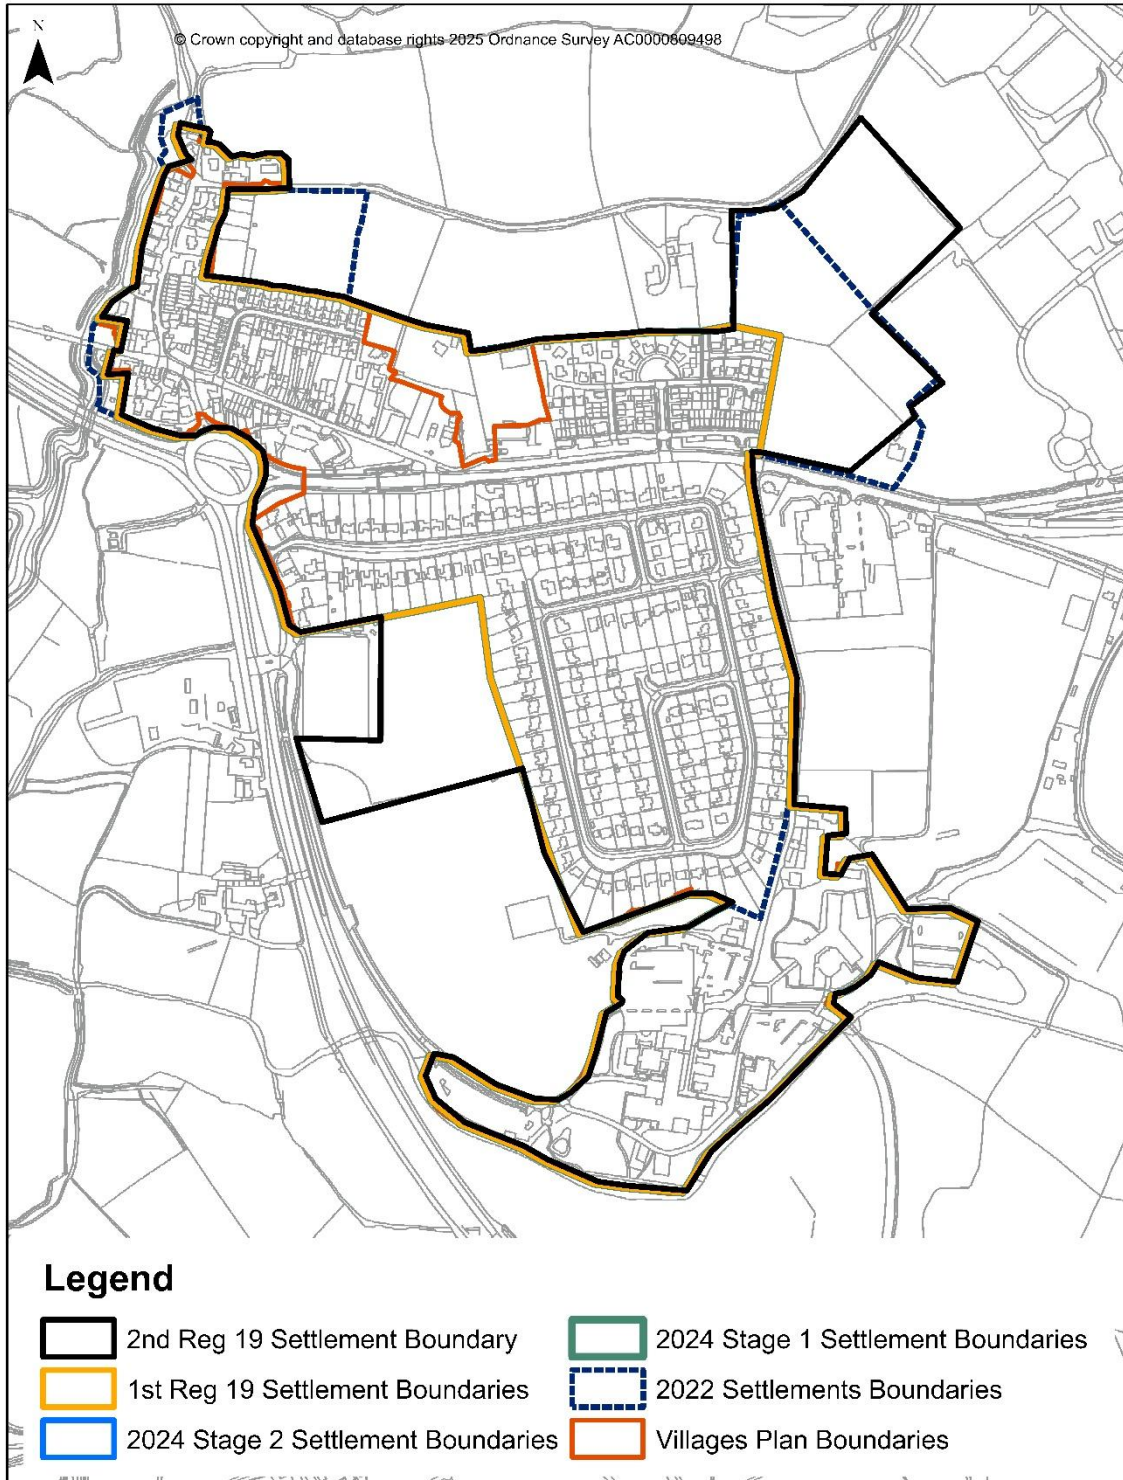 N
© Crown copyright and database rights 2025 Ordnance Survey AC0000809498
Legend
2nd Reg 19 Settlement Boundary
2024 Stage 1 Settlement Boundaries
1st Reg 19 Settlement Boundaries
2022 Settlements Boundaries
2024 Stage 2 Settlement Boundaries
Villages Plan Boundaries